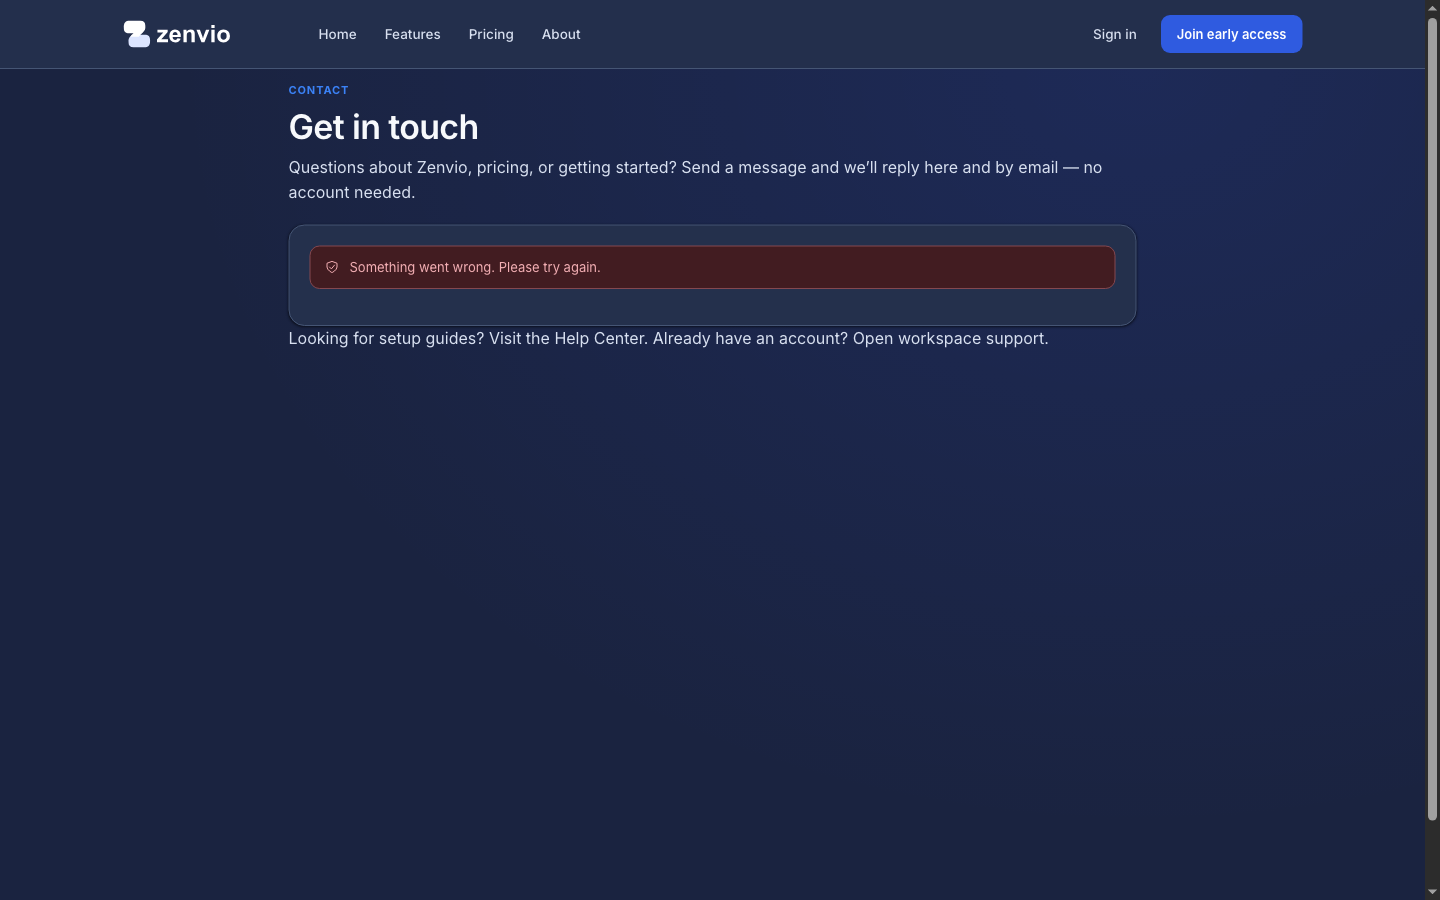 zenvio
Home
Features
Pricing
About
Sign in
Join early access
CONTACT
Get in touch
Questions about Zenvio, pricing, or getting started? Send a message and we’ll reply here and by email — no
account needed.
Something went wrong. Please try again.
Looking for setup guides? Visit the Help Center. Already have an account? Open workspace support.